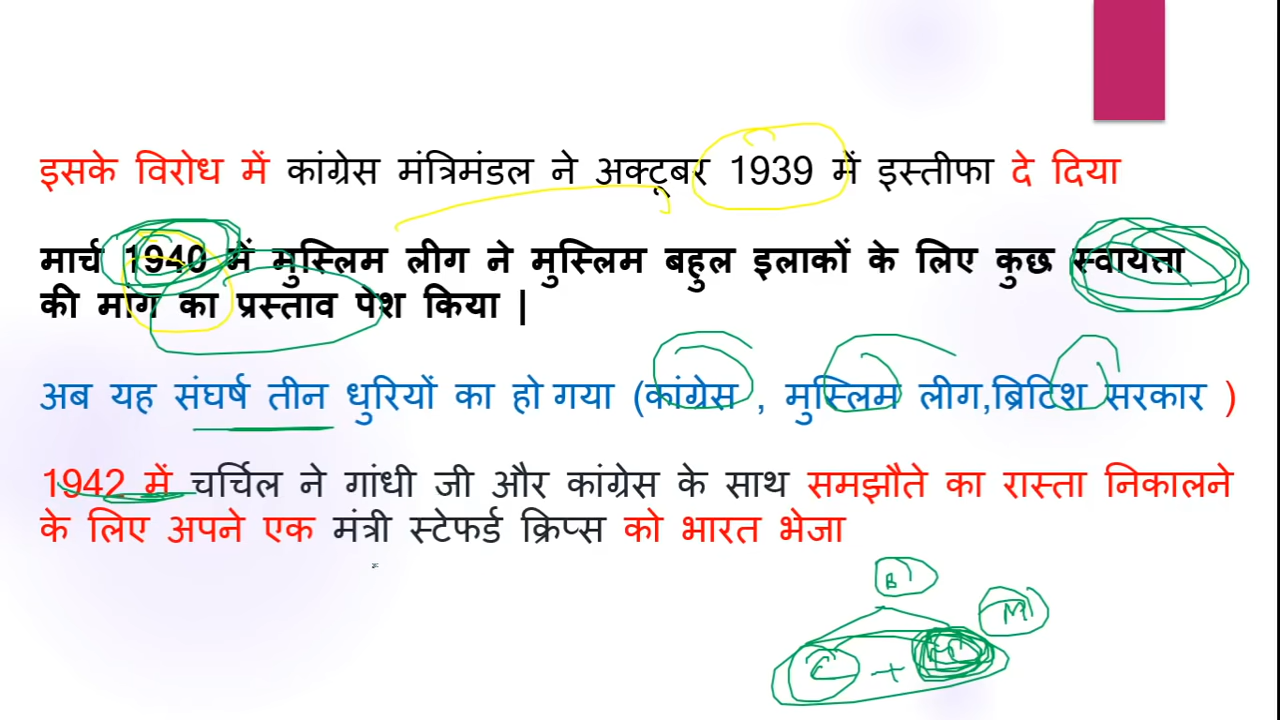 इसके विरोध में कांग्रेस मंत्रिमंडल ने अक्टूबर 1939 में इस्तीफा दे दिया
मार्च 1940 में मुस्लिम लीग ने मुस्लिम बहुल इलाकों के लिए कुछ स्वायत्ता
की मांग का प्रस्ताव पेश किया |
अब यह संघर्ष तीन धुरियों का हो गया (कांग्रेस , मुस्लिम लीग,ब्रिटिश सरकार )
1942 में चर्चिल ने गांधी जी और कांग्रेस के साथ समझौते का रास्ता निकालने
के लिए अपने एक मंत्री स्टेफर्ड क्रिप्स को भारत भेजा
B
M
C +